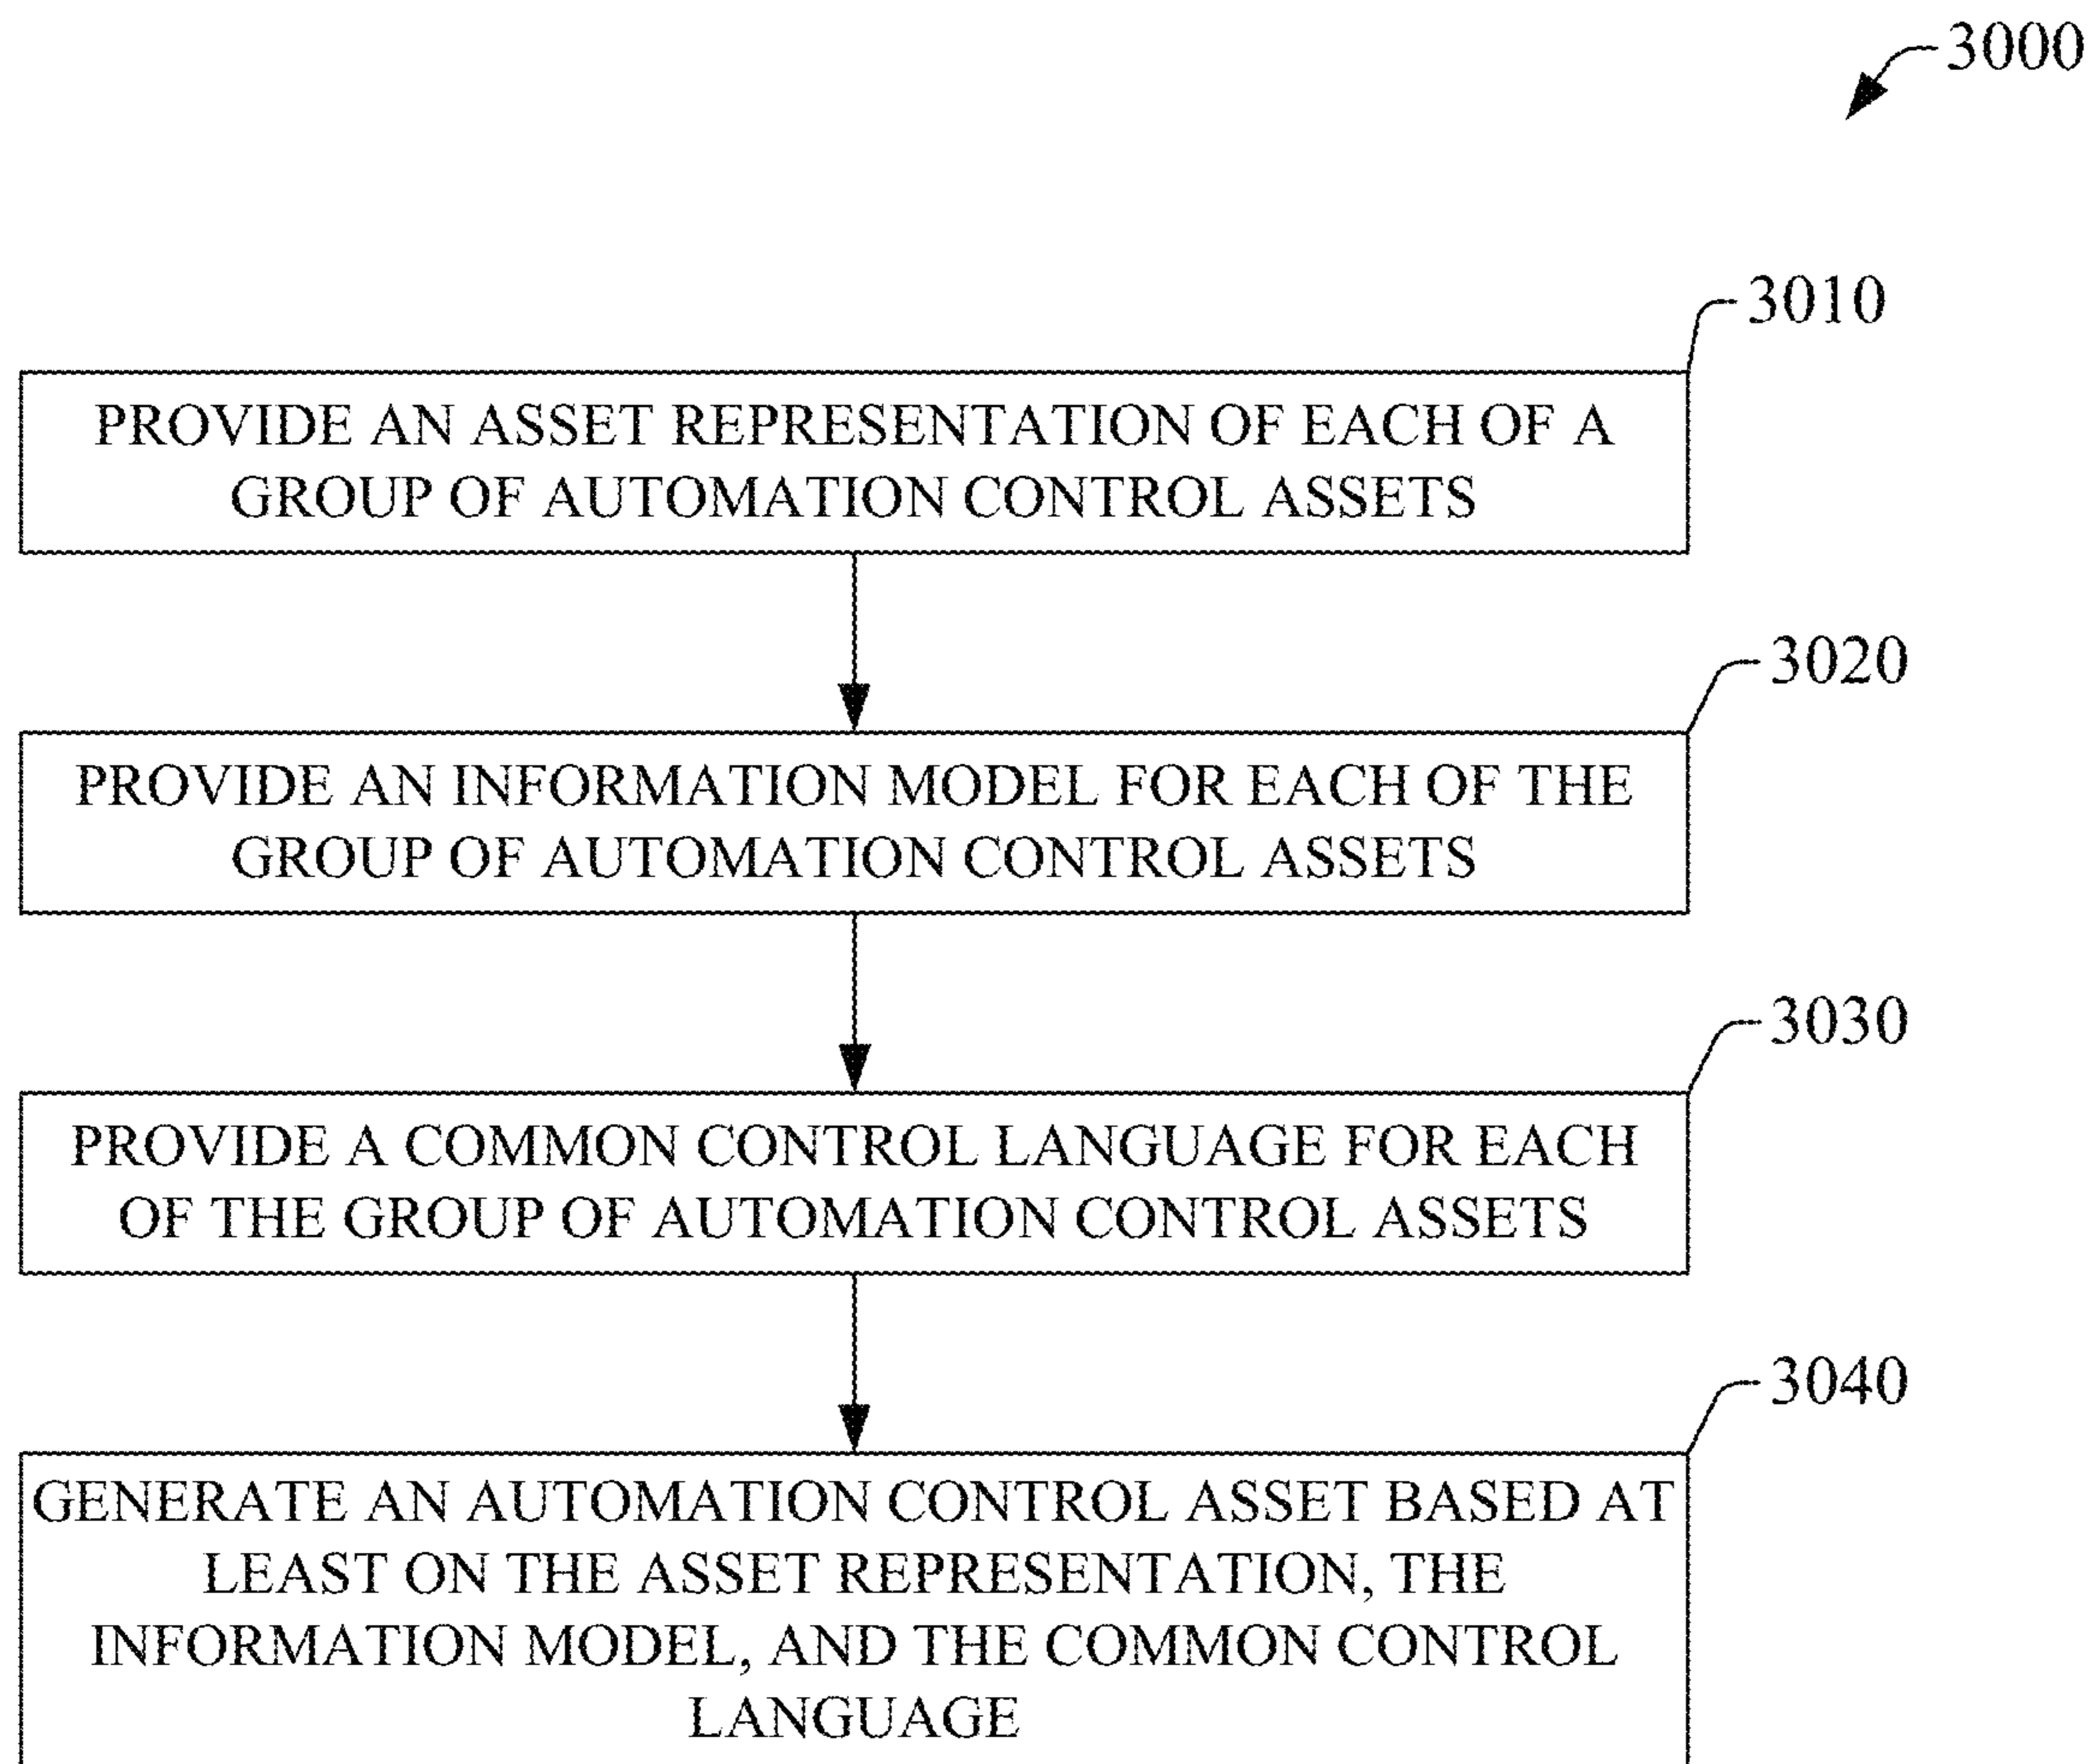 3000
3010
PROVIDE AN ASSET REPRESENTATION OF EACH OF A
GROUP OF AUTOMATION CONTROL ASSETS
3020
PROVIDE AN INFORMATION MODEL FOR EACH OF THE
GROUP OF AUTOMATION CONTROL ASSETS
3030
PROVIDE A COMMON CONTROL LANGUAGE FOR EACH
OF THE GROUP OF AUTOMATION CONTROL ASSETS
3040
GENERATE AN AUTOMATION CONTROL ASSET BASED AT
LEAST ON THE ASSET REPRESENTATION, THE
INFORMATION MODEL, AND THE COMMON CONTROL
LANGUAGE